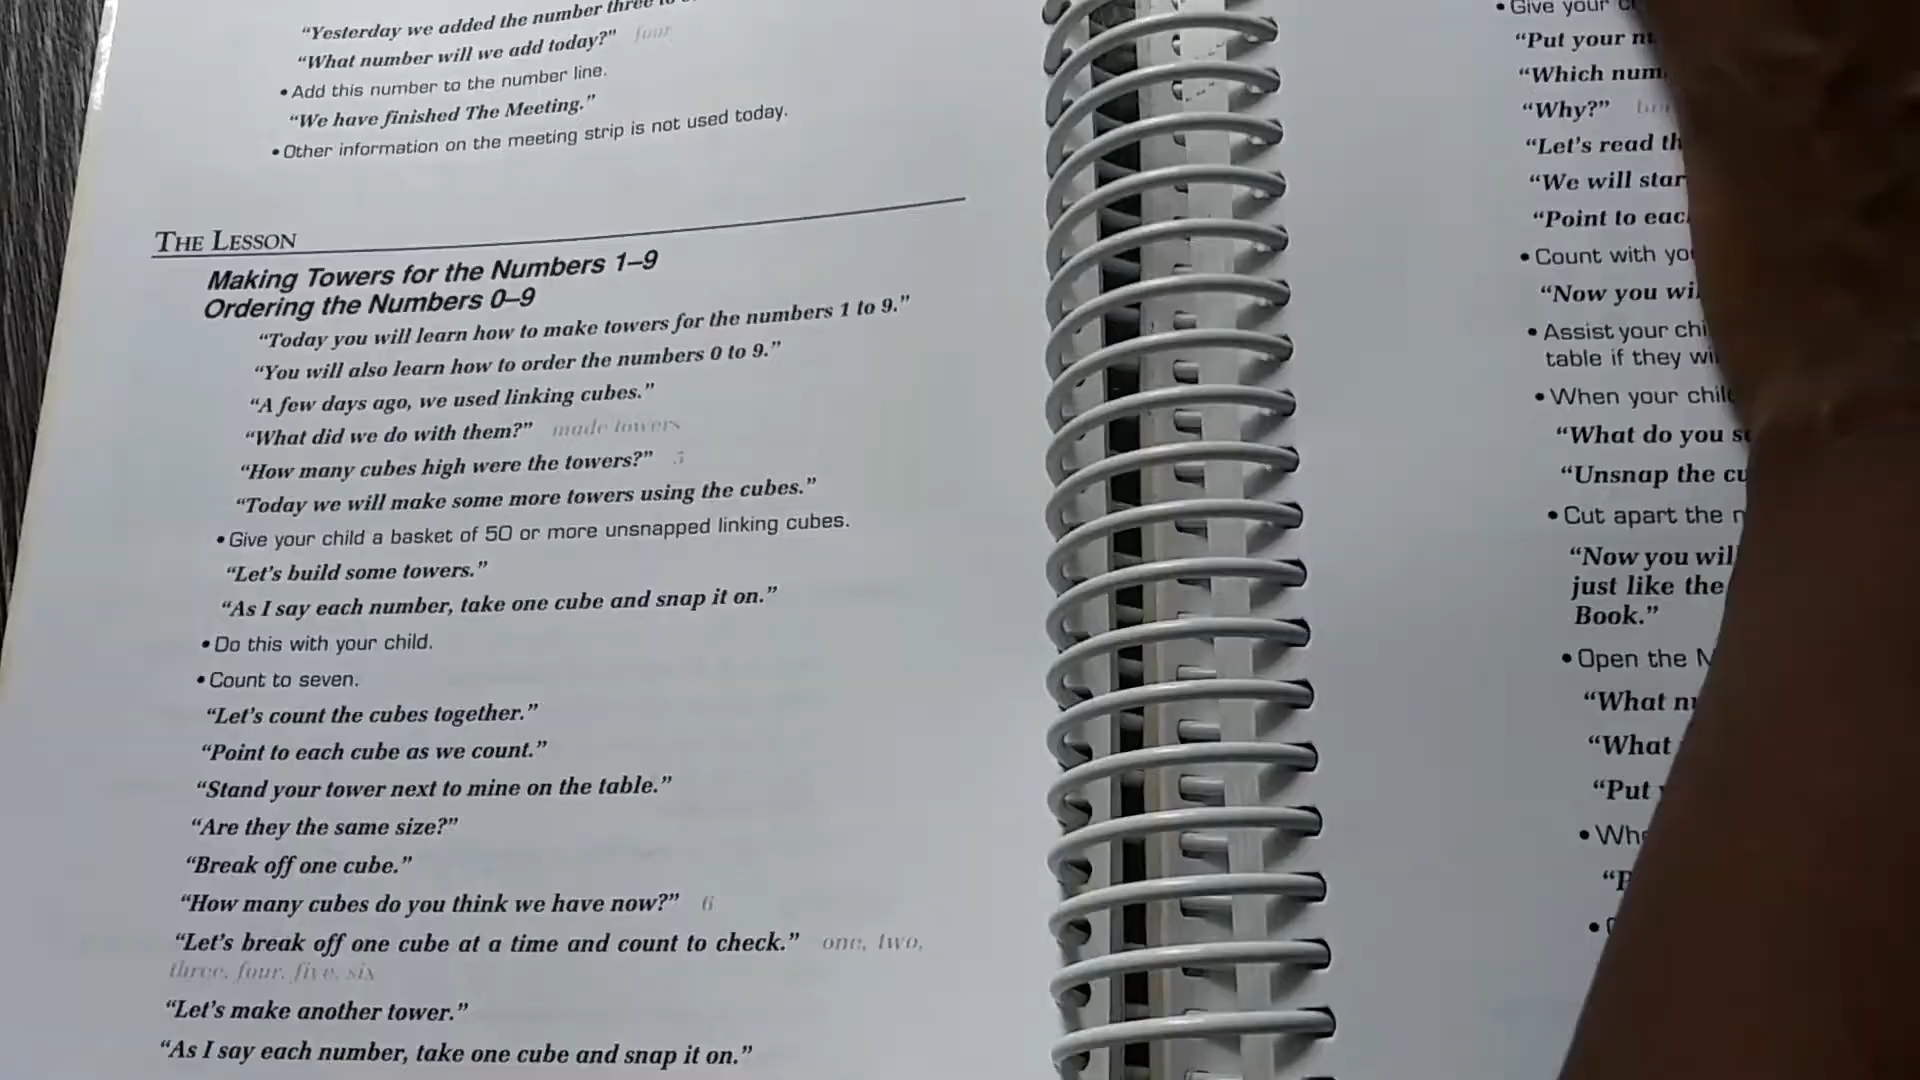 “Yesterday we added the number three to
“What number will we add today?” four
• Add this number to the number line.
“We have finished The Meeting.”
• Other information on the meeting strip is not used today.
THE LESSON
Making Towers for the Numbers 1–9
Ordering the Numbers 0–9
“Today you will learn how to make towers for the numbers 1 to 9.”
“You will also learn how to order the numbers 0 to 9.”
“A few days ago, we used linking cubes.”
“What did we do with them?” made towers
“How many cubes high were the towers?” 5
“Today we will make some more towers using the cubes.”
• Give your child a basket of 50 or more unsnapped linking cubes.
“Let’s build some towers.”
“As I say each number, take one cube and snap it on.”
• Do this with your child.
• Count to seven.
“Let’s count the cubes together.”
“Point to each cube as we count.”
“Stand your tower next to mine on the table.”
“Are they the same size?”
“Break off one cube.”
“How many cubes do you think we have now?” 6
“Let’s break off one cube at a time and count to check.” one, two,
three, four, five, six
“Let’s make another tower.”
“As I say each number, take one cube and snap it on.”
• Give your
“Put your
“Which
“Why?”
“Let’s read
“We will
“Point to
• Count with
“Now you
• Assist your
table if they
• When your
“What do you
“Unsnap the
• Cut apart the
“Now you
just like the
Book.”
• Open the
“What
“What
“Put